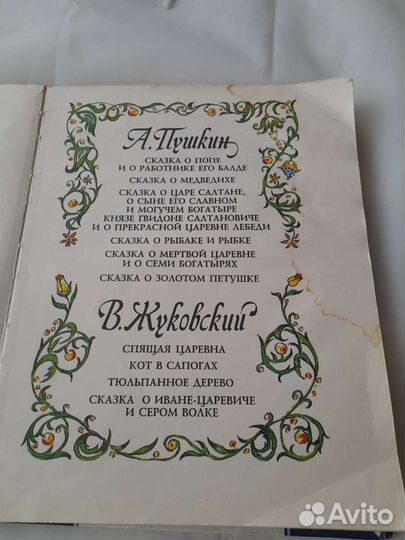 А.Пушкин
СКАЗКА О ПОПЕ
И О РАБОТНИКЕ ЕГО БАЛДЕ
СКАЗКА О МЕДВЕДИХЕ
СКАЗКА О ЦАРЕ САЛТАНЕ,
О СЫНЕ ЕГО СЛАВНОМ
И МОГУЧЕМ БОГАТЫРЕ
КНЯЗЕ ГВИДОНЕ САЛТАНОВИЧЕ
И О ПРЕКРАСНОЙ ЦАРЕВНЕ ЛЕБЕДИ
СКАЗКА О РЫБАКЕ И РЫБКЕ
СКАЗКА О МЕРТВОЙ ЦАРЕВНЕ
И О СЕМИ БОГАТЫРЯХ
СКАЗКА О ЗОЛОТОМ ПЕТУШКЕ
В.Жуковский
СПЯЩАЯ ЦАРЕВНА
КОТ В САПОГАХ
ТЮЛЬПАННОЕ ДЕРЕВО
СКАЗКА О ИВАНЕ-ЦАРЕВИЧЕ
И СЕРОМ ВОЛКЕ
Avito